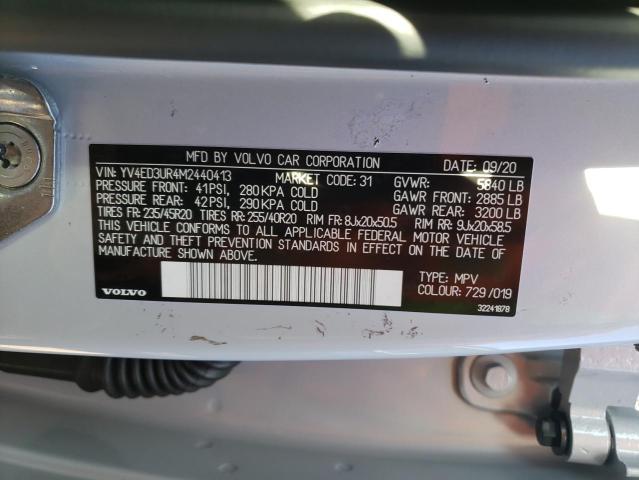 MFD BY VOLVO CAR CORPORATION DATE: 09/20
VIN: YV4ED3UR4M2440413 MARKET CODE: 31 GVWR: 5840 LB
PRESSURE FRONT: 41PSI, 280 KPA COLD GAWR FRONT: 2885 LB
PRESSURE REAR: 42PSI, 290 KPA COLD GAWR REAR: 3200 LB
TIRES FR: 235/45R20 TIRES RR: 255/40R20 RIM FR: 8Jx20x50.5 RIM RR: 9Jx20x58.5
THIS VEHICLE CONFORMS TO ALL APPLICABLE FEDERAL MOTOR VEHICLE
SAFETY AND THEFT PREVENTION STANDARDS IN EFFECT ON THE DATE OF
MANUFACTURE SHOWN ABOVE.
TYPE: MPV
COLOUR: 729/019
VOLVO
32241878